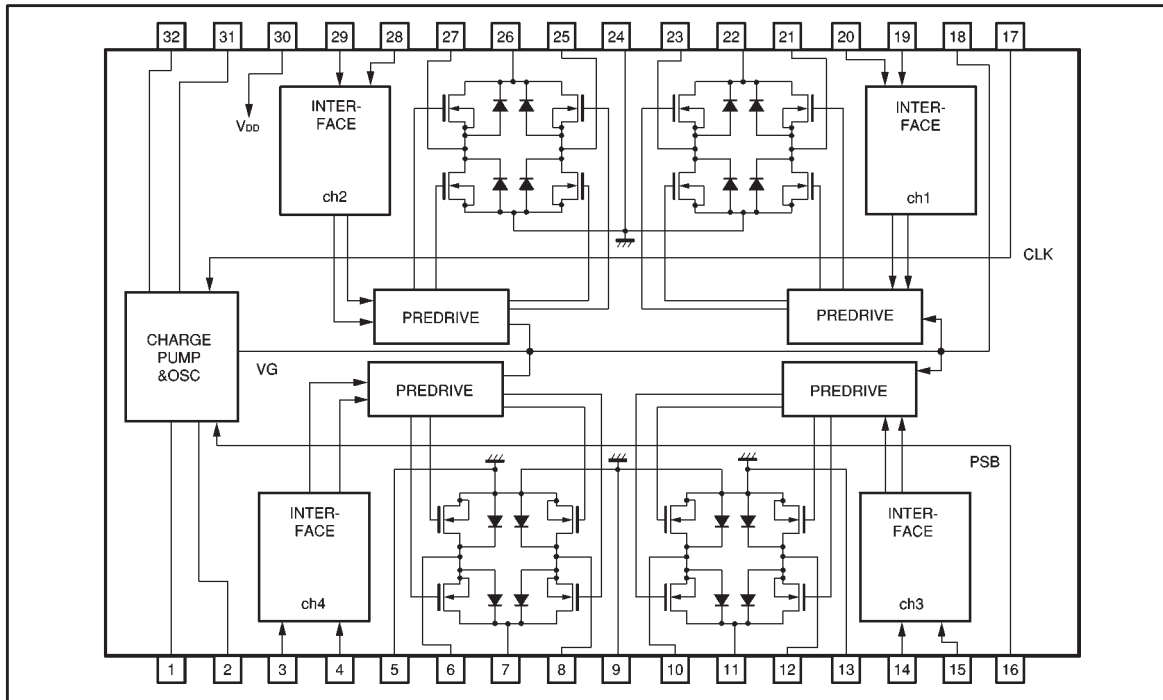 32 31 30 29 28 27 26 25 24 23 22 21 20 19 18 17
INTER-
FACE
ch2
INTER-
FACE
ch1
VDD
CLK
CHARGE
PUMP
&OSC
PREDRIVE
PREDRIVE
VG
PREDRIVE
PREDRIVE
PSB
INTER-
FACE
ch4
INTER-
FACE
ch3
1 2 3 4 5 6 7 8 9 10 11 12 13 14 15 16